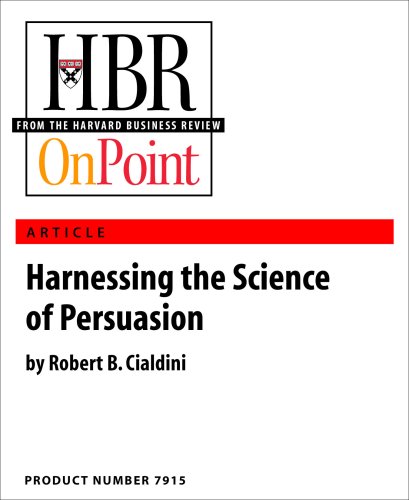 HBR
FROM THE HARVARD BUSINESS REVIEW
OnPoint
ARTICLE
Harnessing the Science
of Persuasion
by Robert B. Cialdini
PRODUCT NUMBER 7915